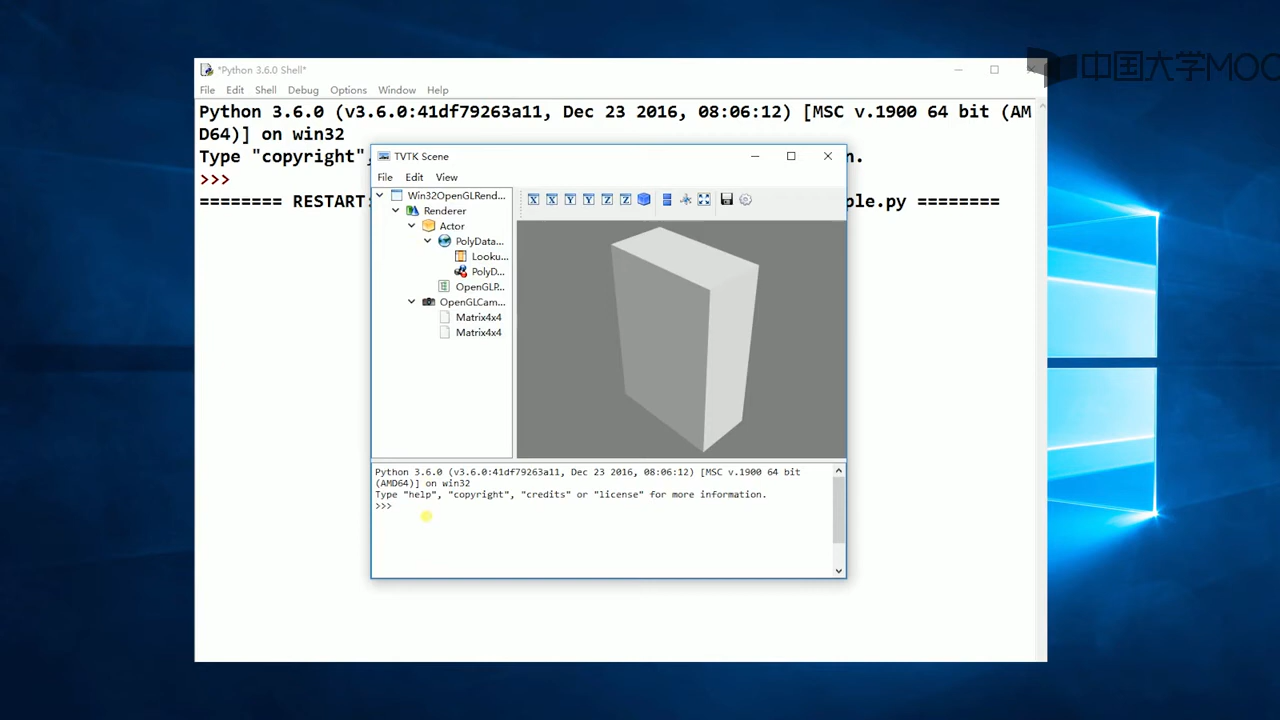 中国大学MOOC
*Python 3.6.0 Shell*
File Edit Shell Debug Options Window Help
Python 3.6.0 (v3.6.0:41df79263a11, Dec 23 2016, 08:06:12) [MSC v.1900 64 bit (AM
D64)] on win32
Type "copyright", n.
>>>
======== RESTART: ple.py ========
TVTK Scene
File Edit View
Win32OpenGLRend...
Renderer
Actor
PolyData...
Looku...
PolyD...
OpenGLP...
OpenGLCam...
Matrix4x4
Matrix4x4
X X Y Y Z Z
Python 3.6.0 (v3.6.0:41df79263a11, Dec 23 2016, 08:06:12) [MSC v.1900 64 bit
(AMD64)] on win32
Type "help", "copyright", "credits" or "license" for more information.
>>>